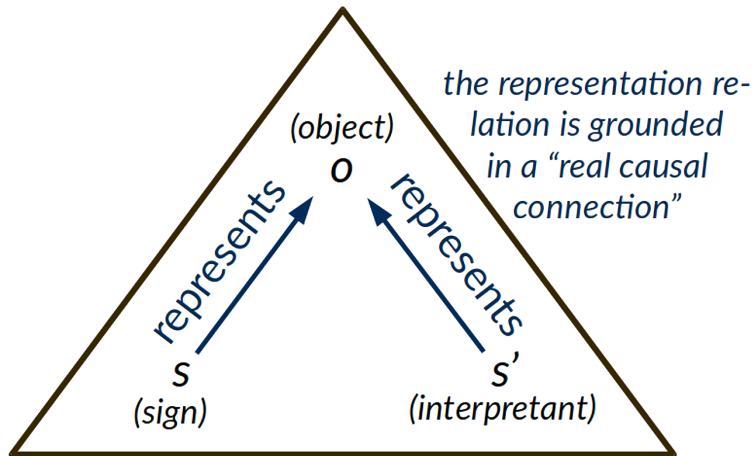 the representation re-
lation is grounded
in a “real causal
connection”
(object)
o
represents
represents
s
s’
(sign)
(interpretant)